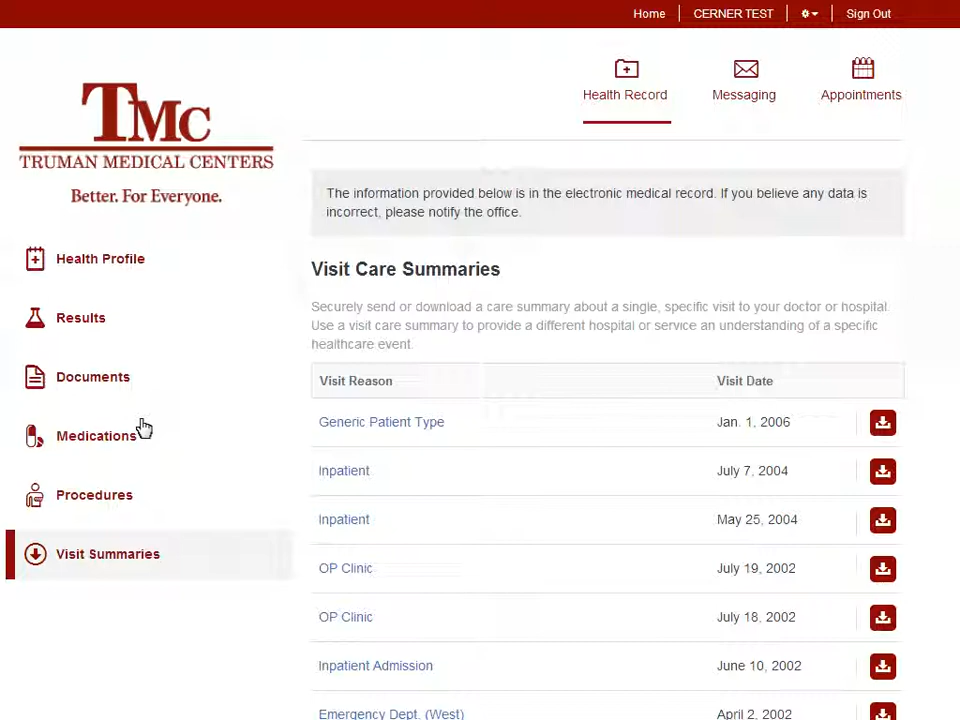 Home CERNER TEST Sign Out
Health Record Messaging Appointments
TMC
TRUMAN MEDICAL CENTERS
Better. For Everyone.
Health Profile
Results
Documents
Medications
Procedures
Visit Summaries
The information provided below is in the electronic medical record. If you believe any data is
incorrect, please notify the office.
Visit Care Summaries
Securely send or download a care summary about a single, specific visit to your doctor or hospital.
Use a visit care summary to provide a different hospital or service an understanding of a specific
healthcare event.
Visit Reason Visit Date
Generic Patient Type Jan. 1, 2006
Inpatient July 7, 2004
Inpatient May 25, 2004
OP Clinic July 19, 2002
OP Clinic July 18, 2002
Inpatient Admission June 10, 2002
Emergency Dept. (West) April 2, 2002